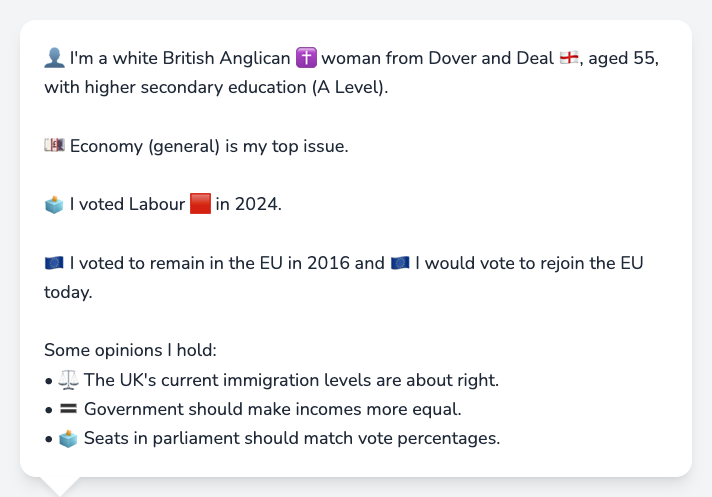 👤 I'm a white British Anglican ✝️ woman from Dover and Deal 🏴󠁧󠁢󠁥󠁮󠁧󠁿, aged 55,
with higher secondary education (A Level).
💷 Economy (general) is my top issue.
🗳️ I voted Labour 🟥 in 2024.
🇪🇺 I voted to remain in the EU in 2016 and 🇪🇺 I would vote to rejoin the EU
today.
Some opinions I hold:
• ⚖️ The UK's current immigration levels are about right.
• 🟰 Government should make incomes more equal.
• 🗳️ Seats in parliament should match vote percentages.